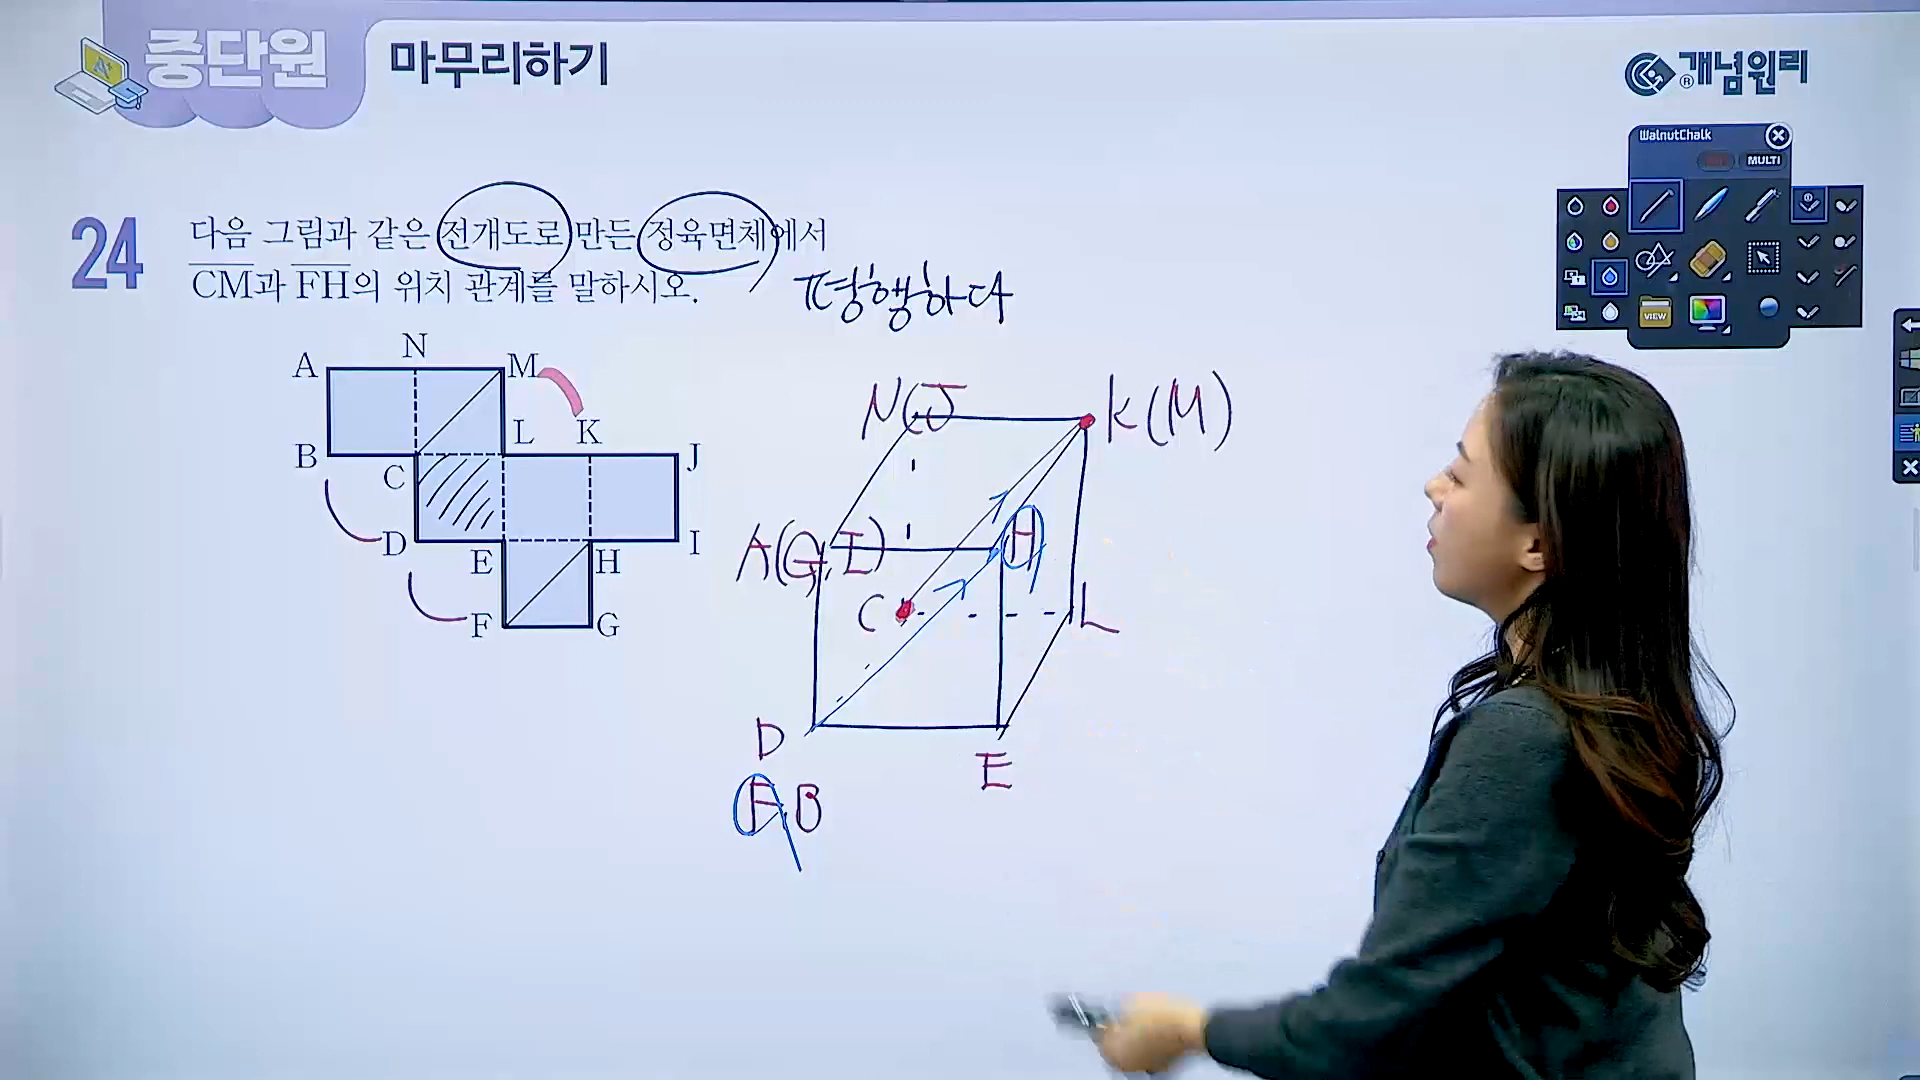 중단원 마무리하기
개념원리
®
WalnutChalk
MULTI
VIEW
24 다음 그림과 같은 전개도로 만든 정육면체에서
CM과 FH의 위치 관계를 말하시오.
평행하다
A N M
L K
B C J
D E H I
F G
N(J) K(M)
A(G, I) H
C L
D E
F, B